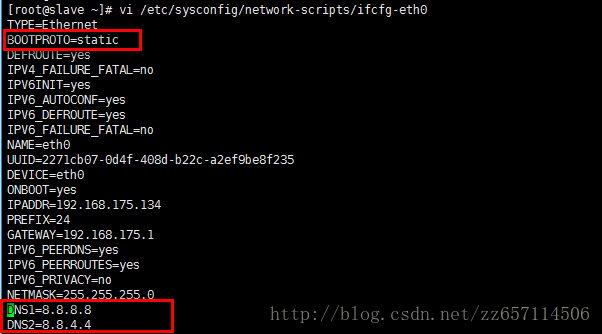 [root@slave ~]# vi /etc/sysconfig/network-scripts/ifcfg-eth0
TYPE=Ethernet
BOOTPROTO=static
DEFROUTE=yes
IPV4_FAILURE_FATAL=no
IPV6INIT=yes
IPV6_AUTOCONF=yes
IPV6_DEFROUTE=yes
IPV6_FAILURE_FATAL=no
NAME=eth0
UUID=2271cb07-0d4f-408d-b22c-a2ef9be8f235
DEVICE=eth0
ONBOOT=yes
IPADDR=192.168.175.134
PREFIX=24
GATEWAY=192.168.175.1
IPV6_PEERDNS=yes
IPV6_PEERROUTES=yes
IPV6_PRIVACY=no
NETMASK=255.255.255.0
DNS1=8.8.8.8
DNS2=8.8.4.4
http://blog.csdn.net/zz657114506